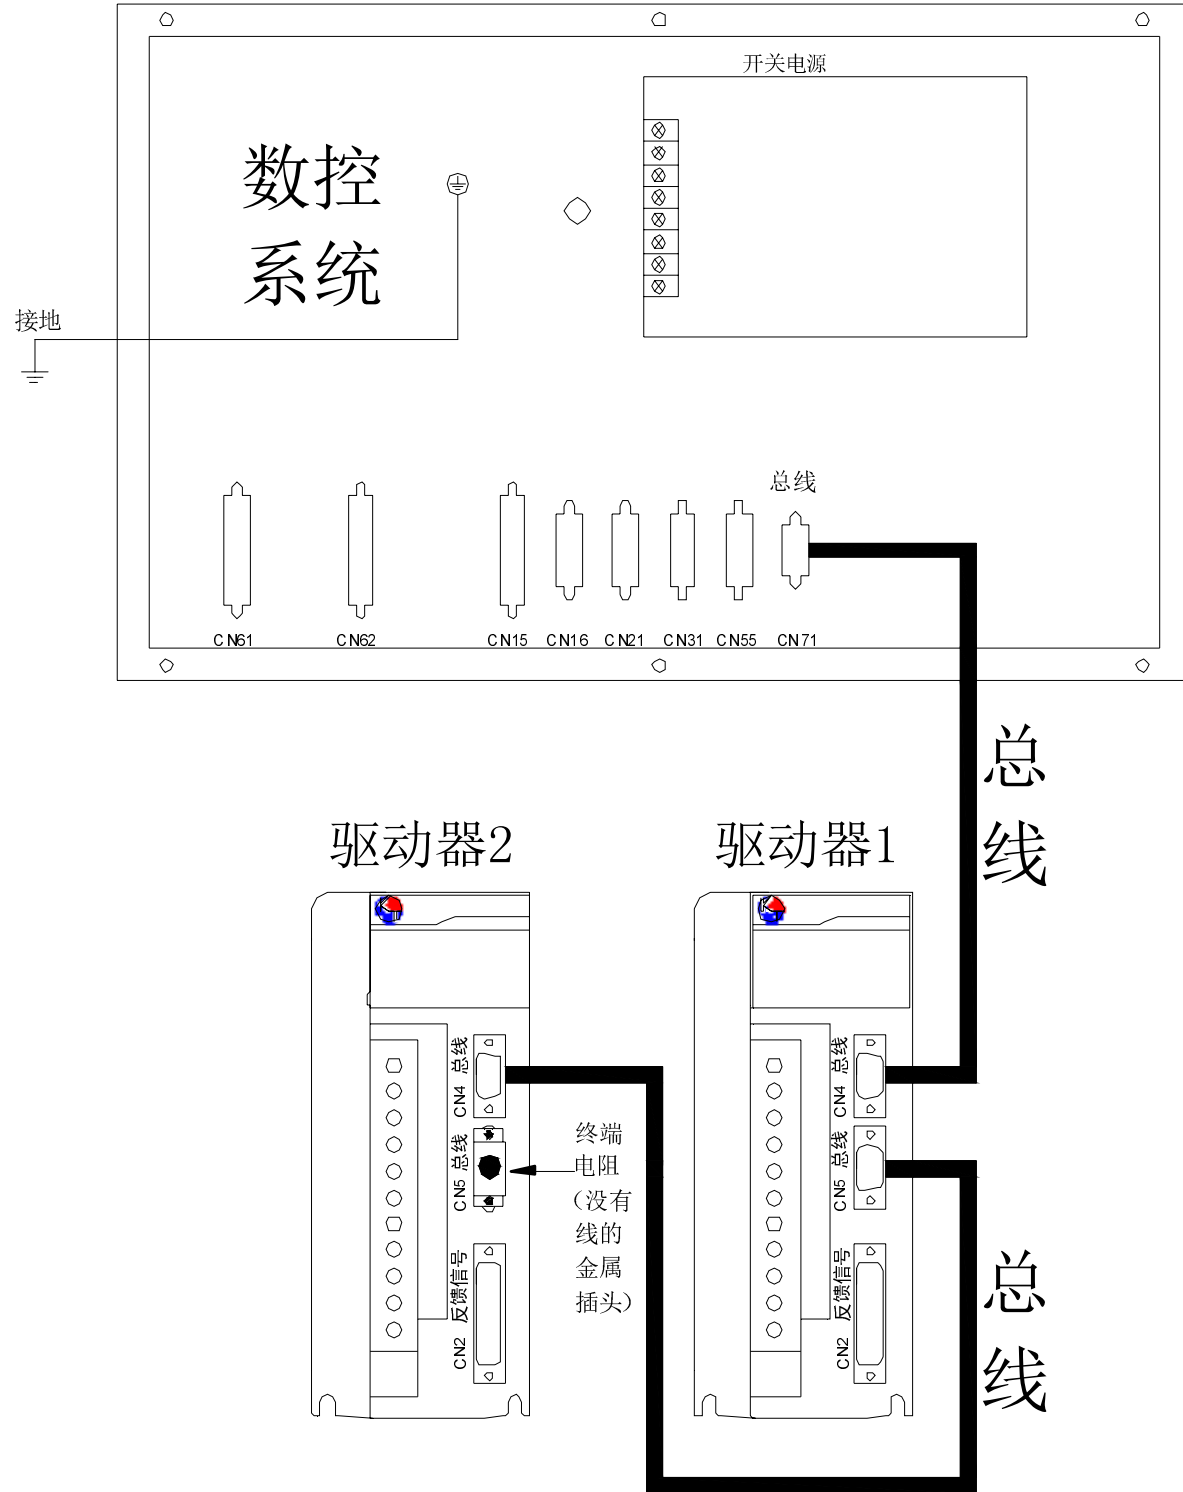 开关电源
数控
系统
接地
总线
CN61
CN62
CN15
CN16
CN21
CN31
CN55
CN71
总
线
驱动器2
驱动器1
CN4 总线
CN5 总线
CN2 反馈信号
终端
电阻
(没有
线的
金属
插头)
CN4 总线
CN5 总线
CN2 反馈信号
总
线